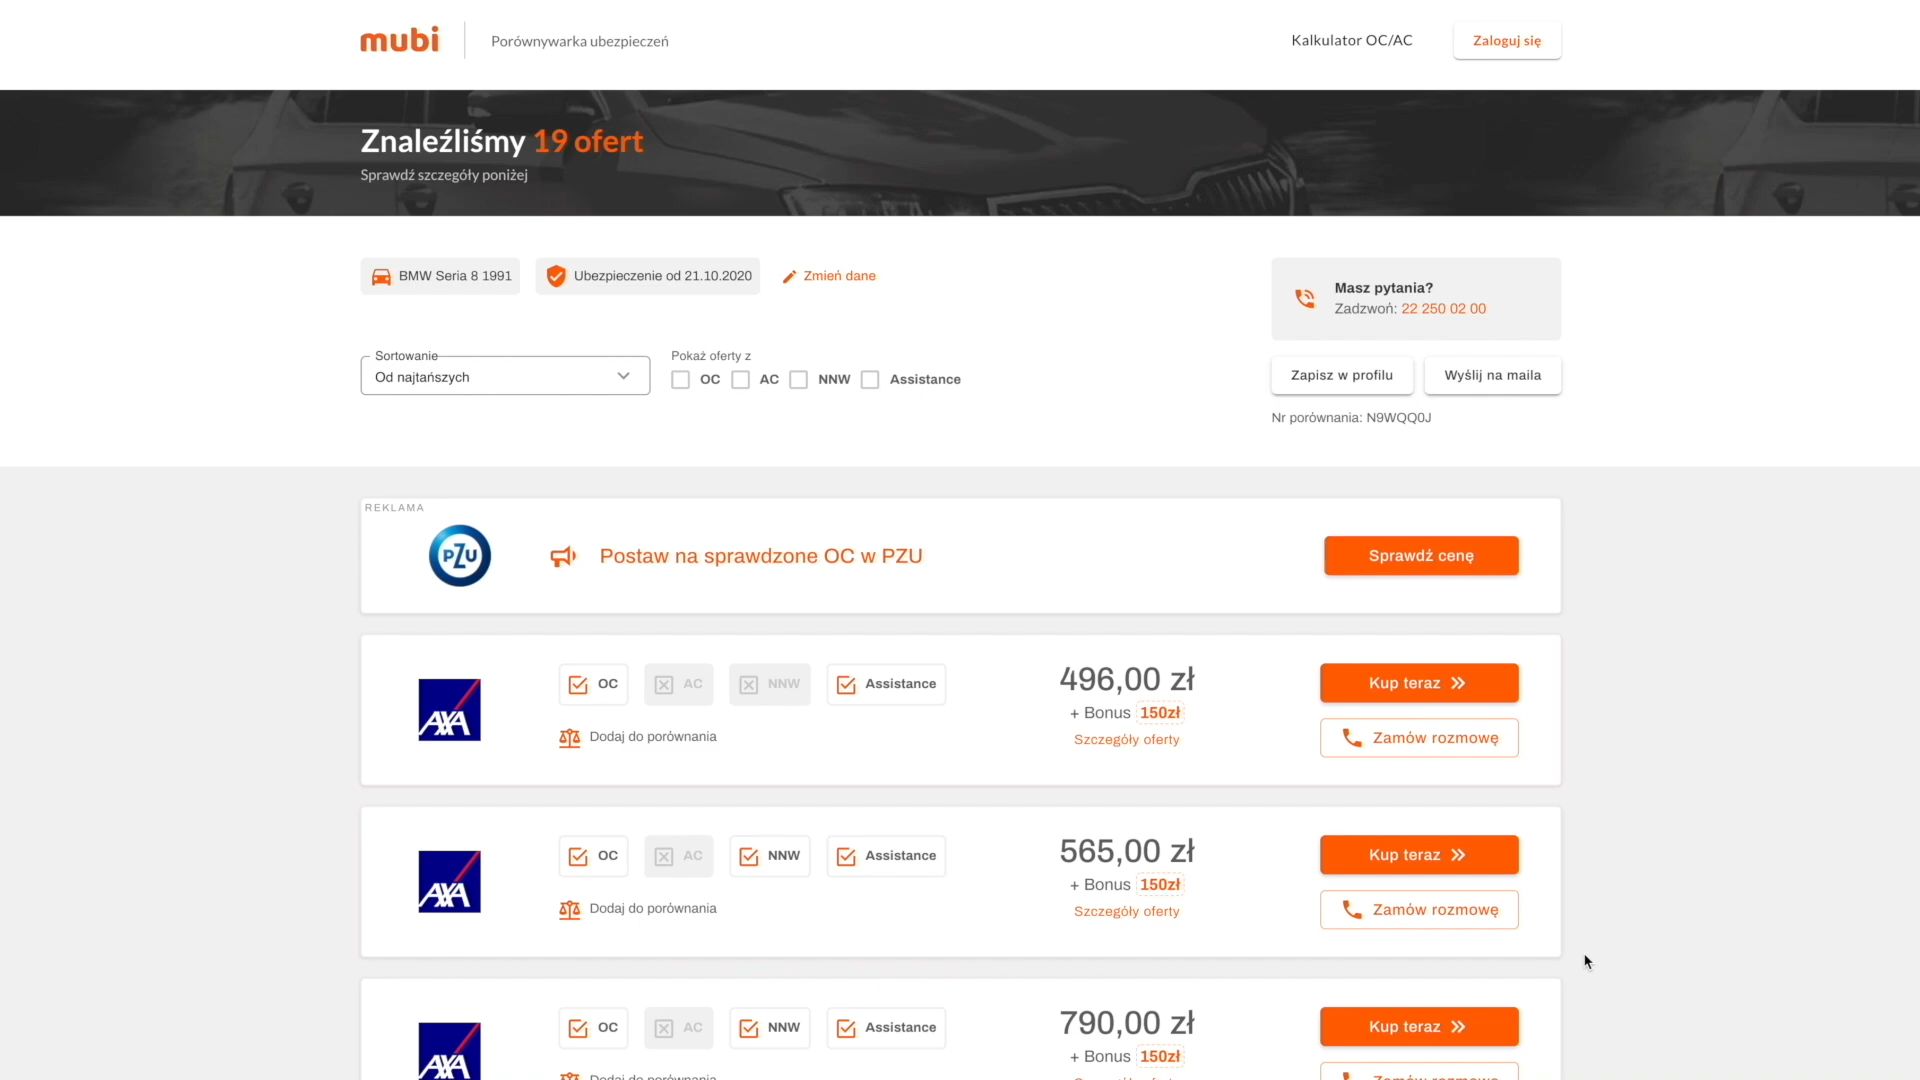 mubi
Porównywarka ubezpieczeń
Kalkulator OC/AC
Zaloguj się
Znaleźliśmy 19 ofert
Sprawdź szczegóły poniżej
BMW Seria 8 1991
Ubezpieczenie od 21.10.2020
Zmień dane
Masz pytania?
Zadzwoń: 22 250 02 00
Sortowanie
Od najtańszych
Pokaż oferty z
OC AC NNW Assistance
Zapisz w profilu
Wyślij na maila
Nr porównania: N9WQQ0J
REKLAMA
PZU
Postaw na sprawdzone OC w PZU
Sprawdź cenę
AXA
OC AC NNW Assistance
Dodaj do porównania
496,00 zł
+ Bonus 150zł
Szczegóły oferty
Kup teraz
Zamów rozmowę
AXA
OC AC NNW Assistance
Dodaj do porównania
565,00 zł
+ Bonus 150zł
Szczegóły oferty
Kup teraz
Zamów rozmowę
AXA
OC AC NNW Assistance
Dodaj do porównania
790,00 zł
+ Bonus 150zł
Kup teraz
Zamów rozmowę